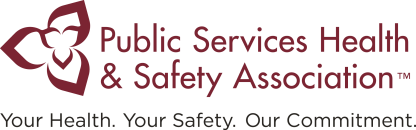 Public Services Health
& Safety Association™
Your Health. Your Safety. Our Commitment.